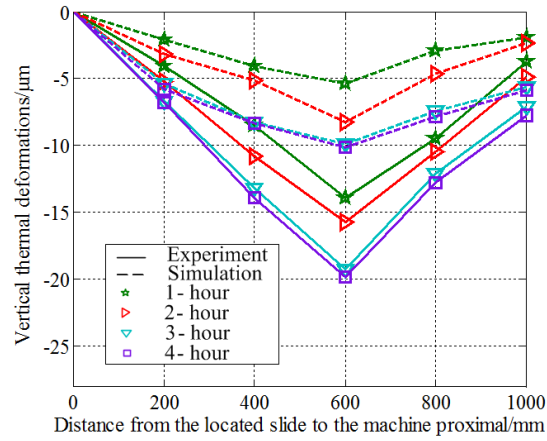 Vertical thermal deformations/μm
0
-5
-10
-15
-20
-25
Experiment
Simulation
1- hour
2- hour
3- hour
4- hour
0 200 400 600 800 1000
Distance from the located slide to the machine proximal/mm